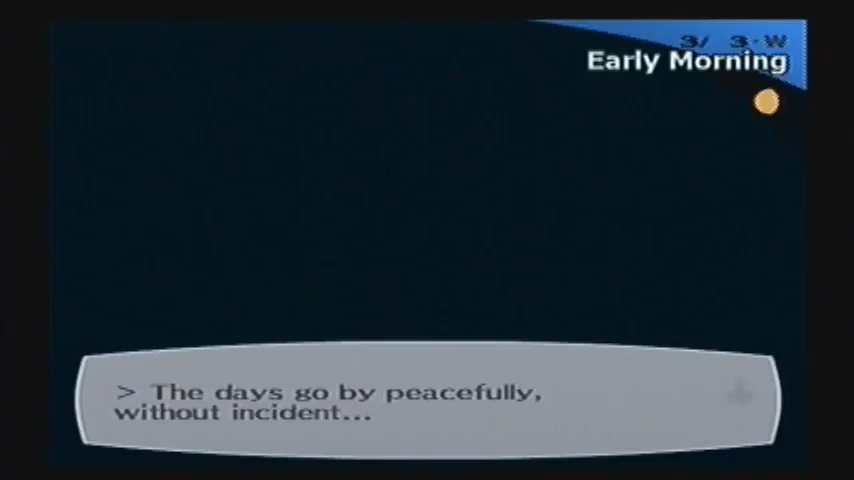 3/ 3·W
Early Morning
> The days go by peacefully,
without incident...